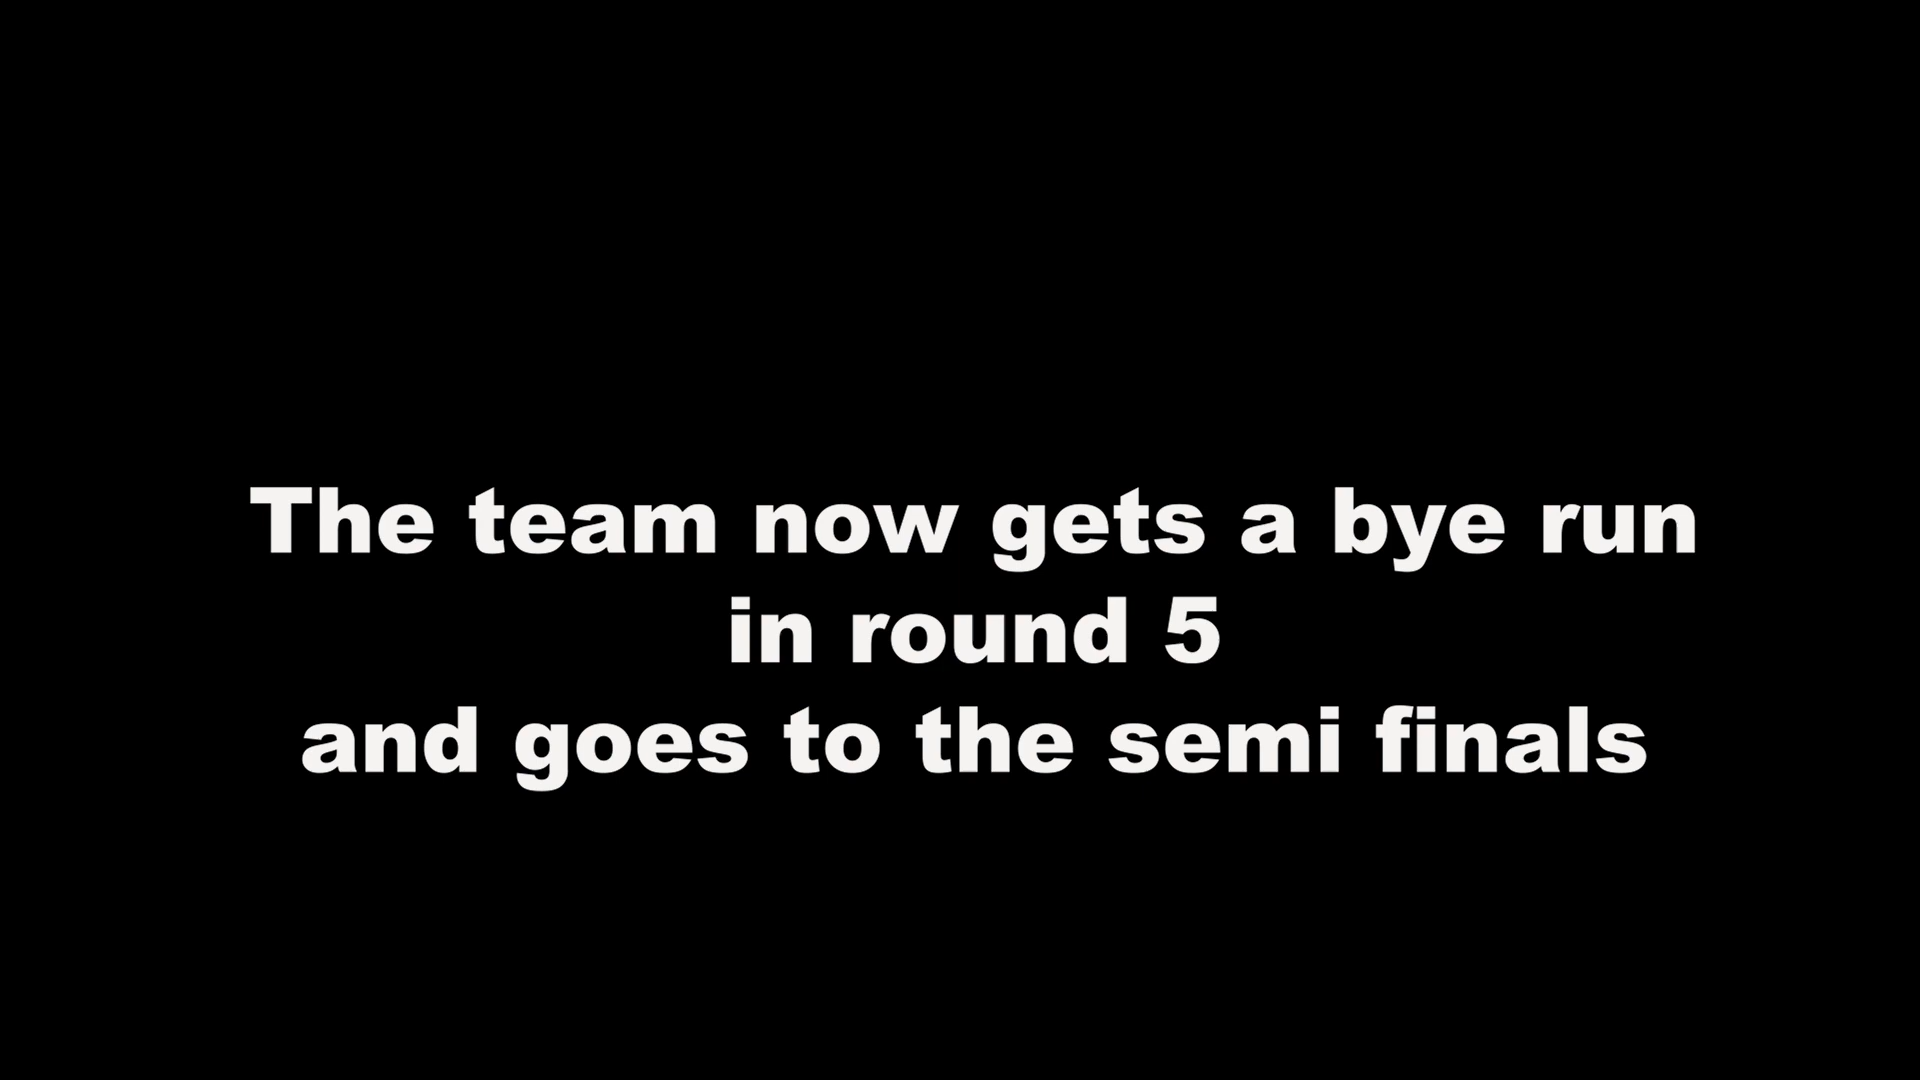 The team now gets a bye run
in round 5
and goes to the semi finals